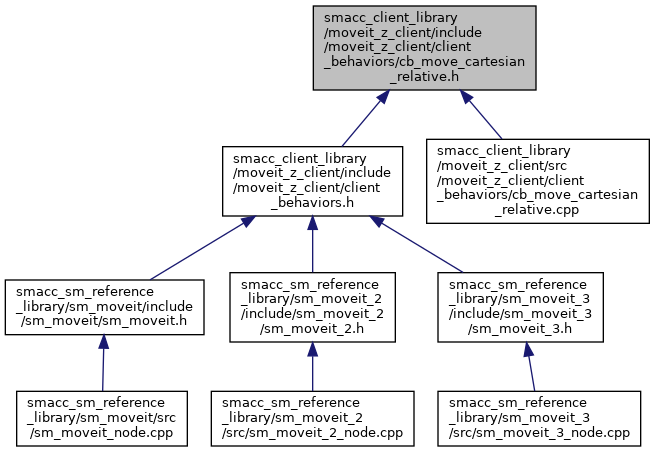 smacc_client_library
/moveit_z_client/include
/moveit_z_client/client
_behaviors/cb_move_cartesian
_relative.h
smacc_client_library
/moveit_z_client/include
/moveit_z_client/client
_behaviors.h
smacc_client_library
/moveit_z_client/src
/moveit_z_client/client
_behaviors/cb_move_cartesian
_relative.cpp
smacc_sm_reference
_library/sm_moveit/include
/sm_moveit/sm_moveit.h
smacc_sm_reference
_library/sm_moveit_2
/include/sm_moveit_2
/sm_moveit_2.h
smacc_sm_reference
_library/sm_moveit_3
/include/sm_moveit_3
/sm_moveit_3.h
smacc_sm_reference
_library/sm_moveit/src
/sm_moveit_node.cpp
smacc_sm_reference
_library/sm_moveit_2
/src/sm_moveit_2_node.cpp
smacc_sm_reference
_library/sm_moveit_3
/src/sm_moveit_3_node.cpp